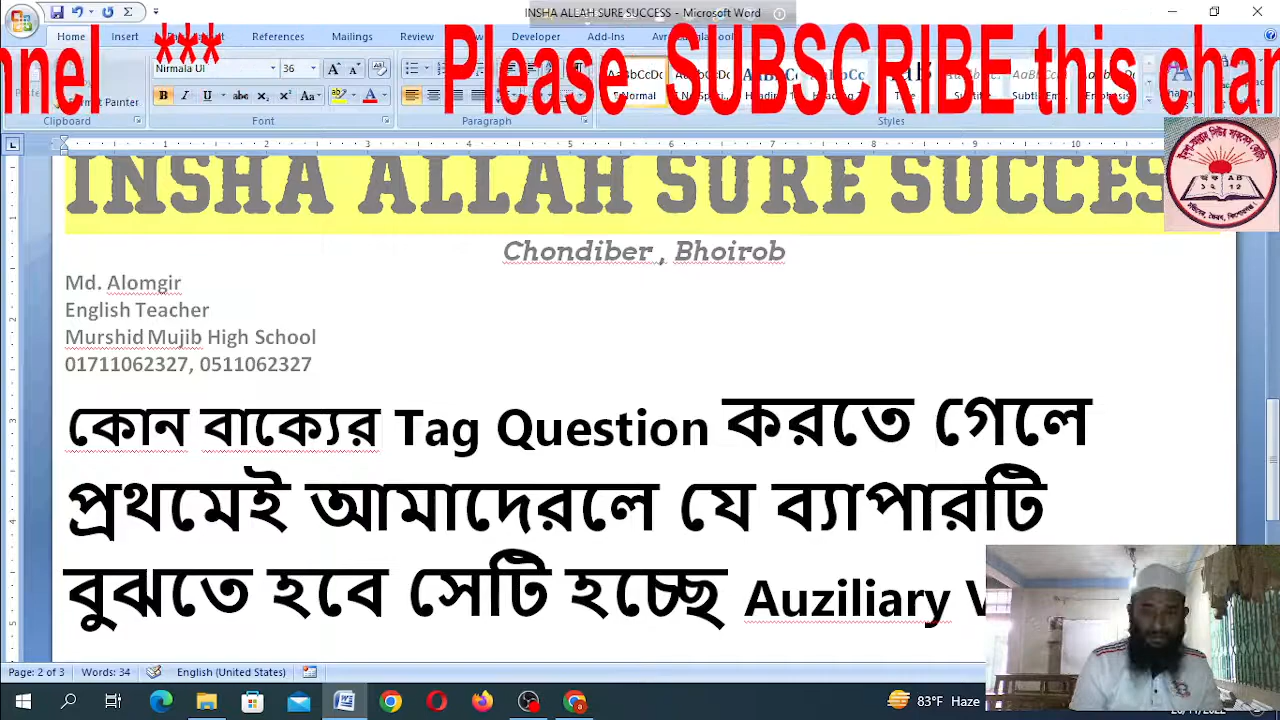 INSHA ALLAH SURE SUCCESS - Microsoft Word
Home Insert References Mailings Review Developer Add-Ins
nnel *** Please SUBSCRIBE this chan
Nirmala UI 36
Clipboard Font Paragraph Styles
INSHA ALLAH SURE SUCCES
Chondiber , Bhoirob
Md. Alomgir
English Teacher
Murshid Mujib High School
01711062327, 0511062327
কোন বাক্যের Tag Question করতে গেলে
প্রথমেই আমাদেরলে যে ব্যাপারটি
বুঝতে হবে সেটি হচ্ছে Auziliary V
Page: 2 of 3 Words: 34 English (United States)
83°F Haze